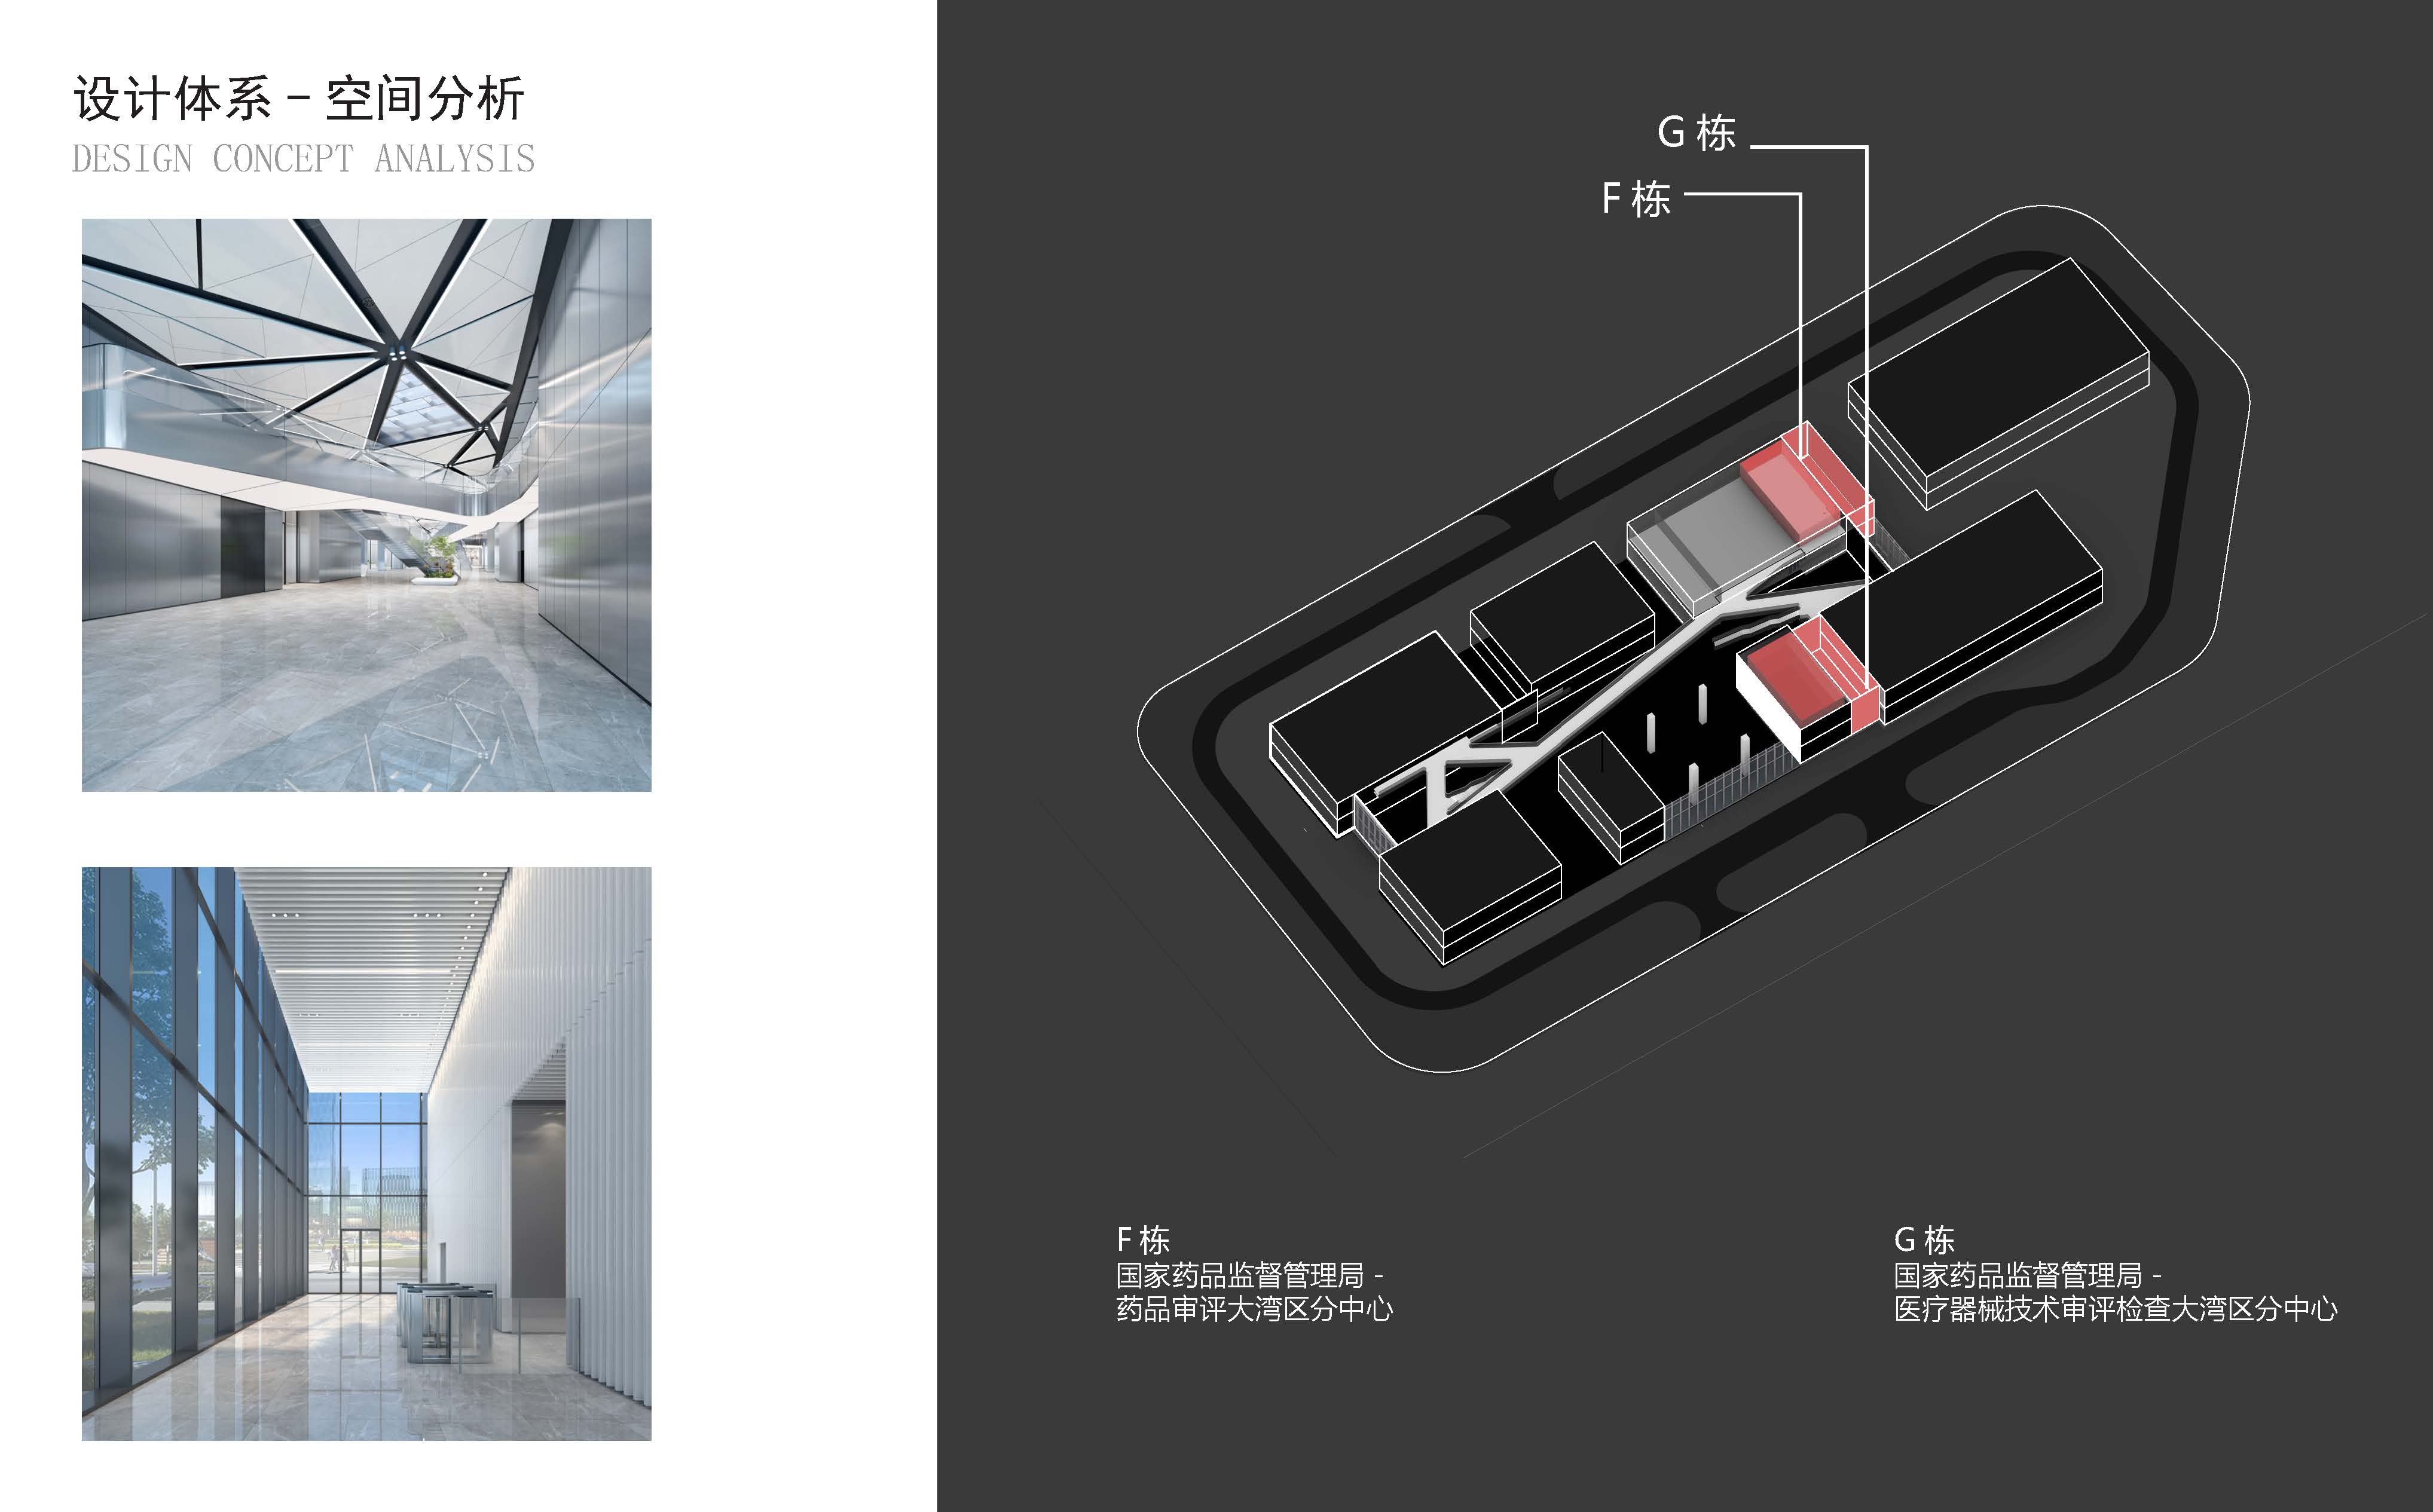 设计体系 – 空间分析
DESIGN CONCEPT ANALYSIS
G 栋
F 栋
F 栋
国家药品监督管理局 -
药品审评大湾区分中心
G 栋
国家药品监督管理局 -
医疗器械技术审评检查大湾区分中心